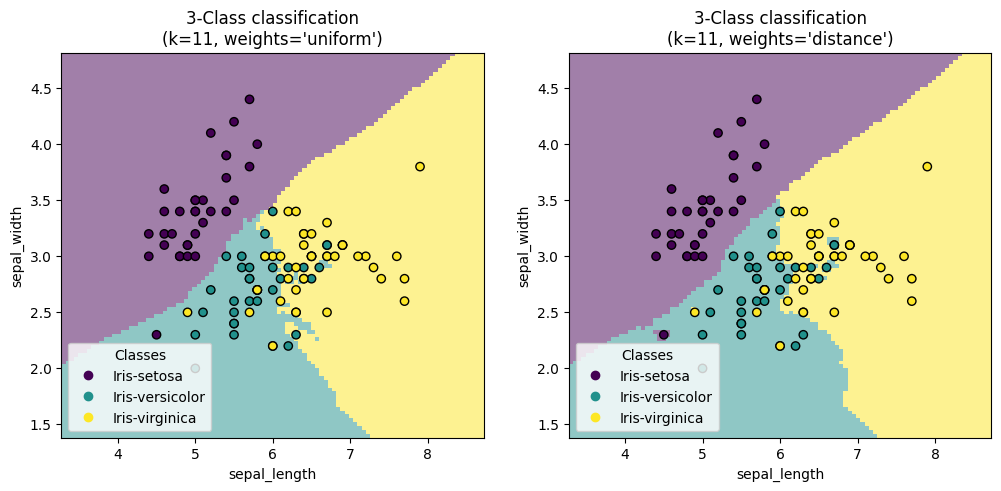 3-Class classification
(k=11, weights='uniform')
4.5
4.0
3.5
3.0
2.5
2.0
1.5
sepal_width
4
5
6
7
8
sepal_length
Classes
Iris-setosa
Iris-versicolor
Iris-virginica
3-Class classification
(k=11, weights='distance')
4.5
4.0
3.5
3.0
2.5
2.0
1.5
sepal_width
4
5
6
7
8
sepal_length
Classes
Iris-setosa
Iris-versicolor
Iris-virginica